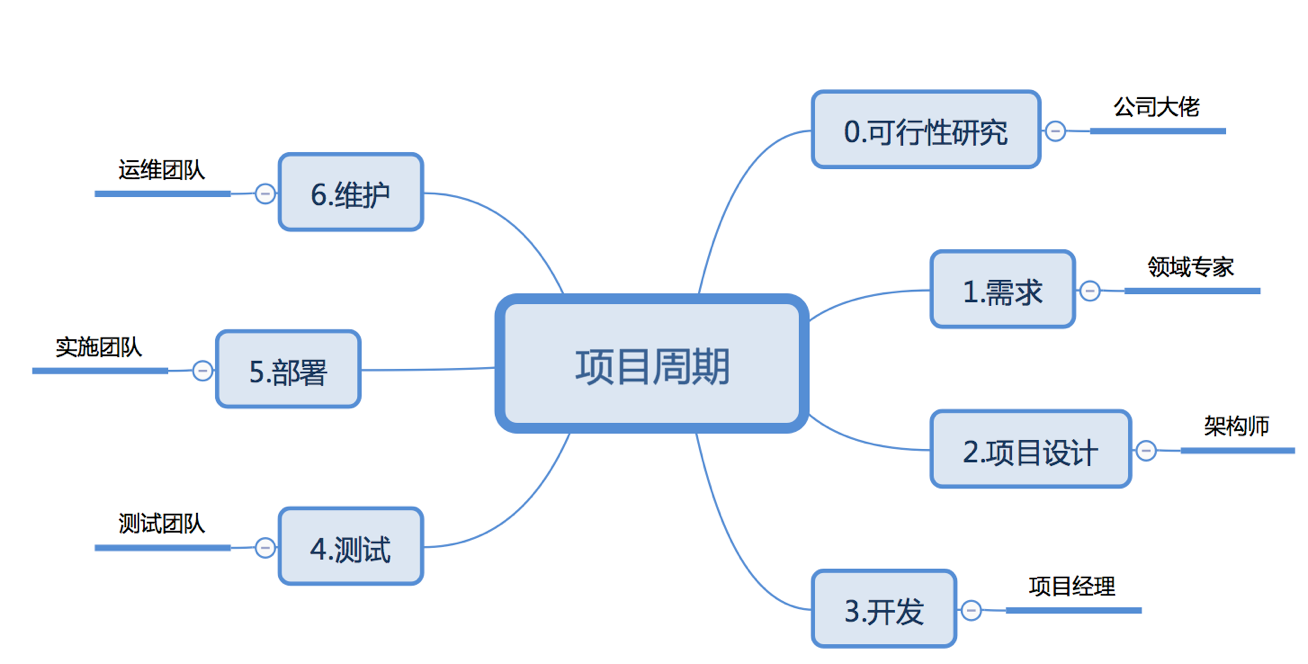 项目周期
0.可行性研究
公司大佬
1.需求
领域专家
2.项目设计
架构师
3.开发
项目经理
4.测试
测试团队
5.部署
实施团队
6.维护
运维团队